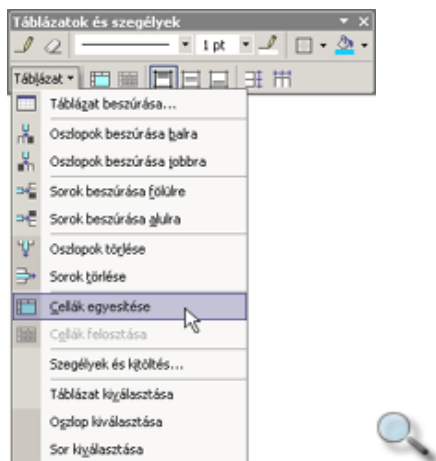 Táblázatok és szegélyek
1 pt
Táblázat
Táblázat beszúrása...
Oszlopok beszúrása balra
Oszlopok beszúrása jobbra
Sorok beszúrása fölülre
Sorok beszúrása alulra
Oszlopok törlése
Sorok törlése
Cellák egyesítése
Cellák felosztása
Szegélyek és kitöltés...
Táblázat kiválasztása
Oszlop kiválasztása
Sor kiválasztása